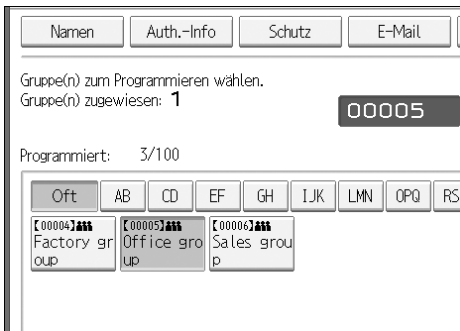 Namen Auth.-Info Schutz E-Mail
Gruppe(n) zum Programmieren wählen.
Gruppe(n) zugewiesen: 1
00005
Programmiert: 3/100
Oft AB CD EF GH IJK LMN OPQ RS
【00004】 【00005】 【00006】
Factory gr Office gro Sales grou
oup up p